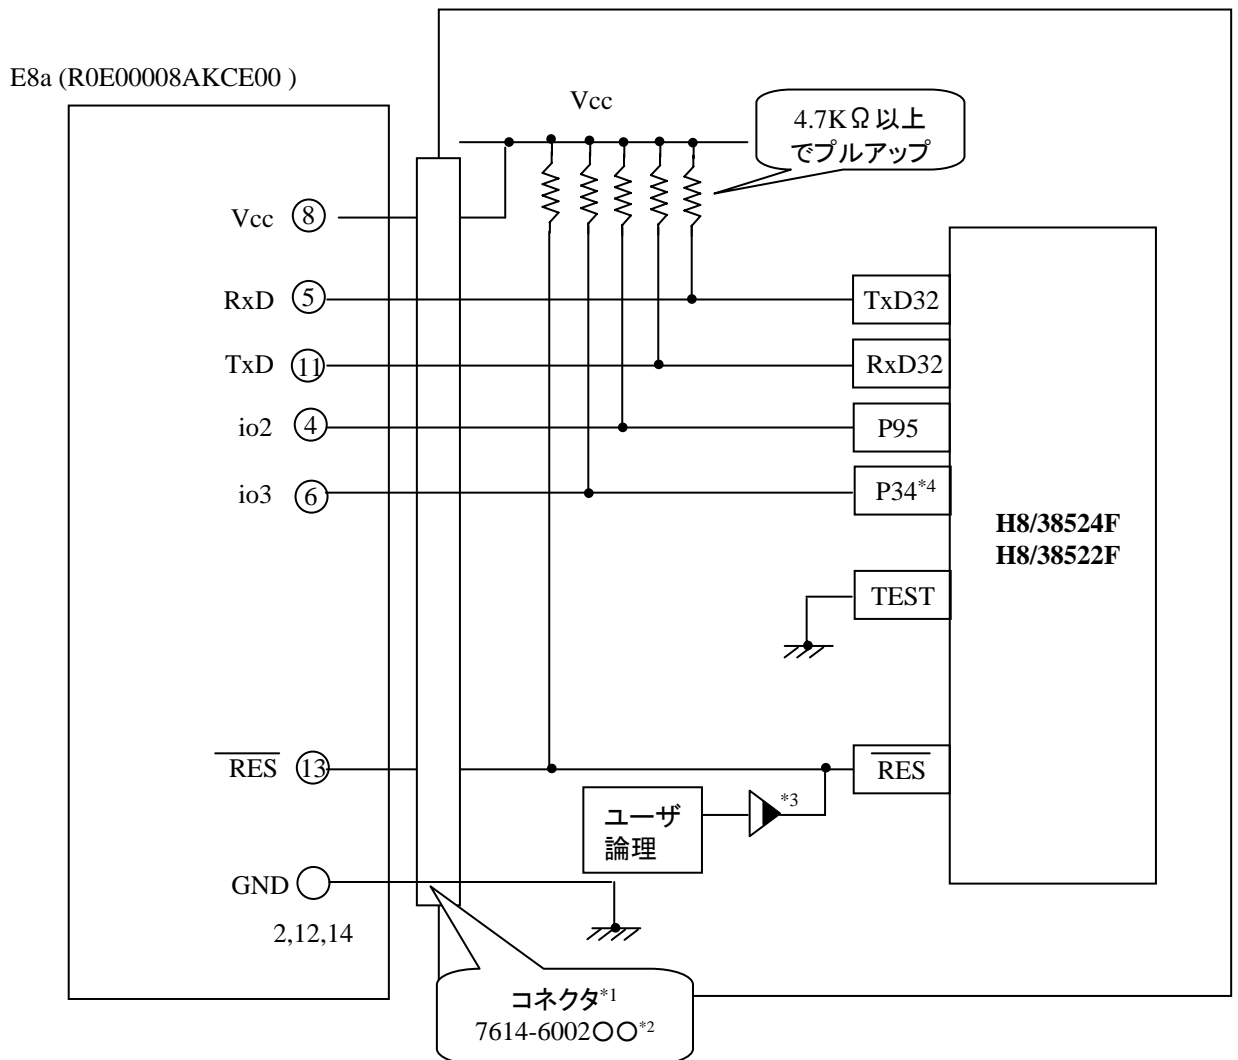 E8a (R0E00008AKCE00 )
Vcc
4.7KΩ以上
でプルアップ
Vcc 8
RxD 5
TxD32
TxD 11
RxD32
io2 4
P95
io3 6
P34*4
H8/38524F
H8/38522F
TEST
RES 13
RES
*3
ユーザ
論理
GND
2,12,14
コネクタ*1
7614-6002〇〇*2